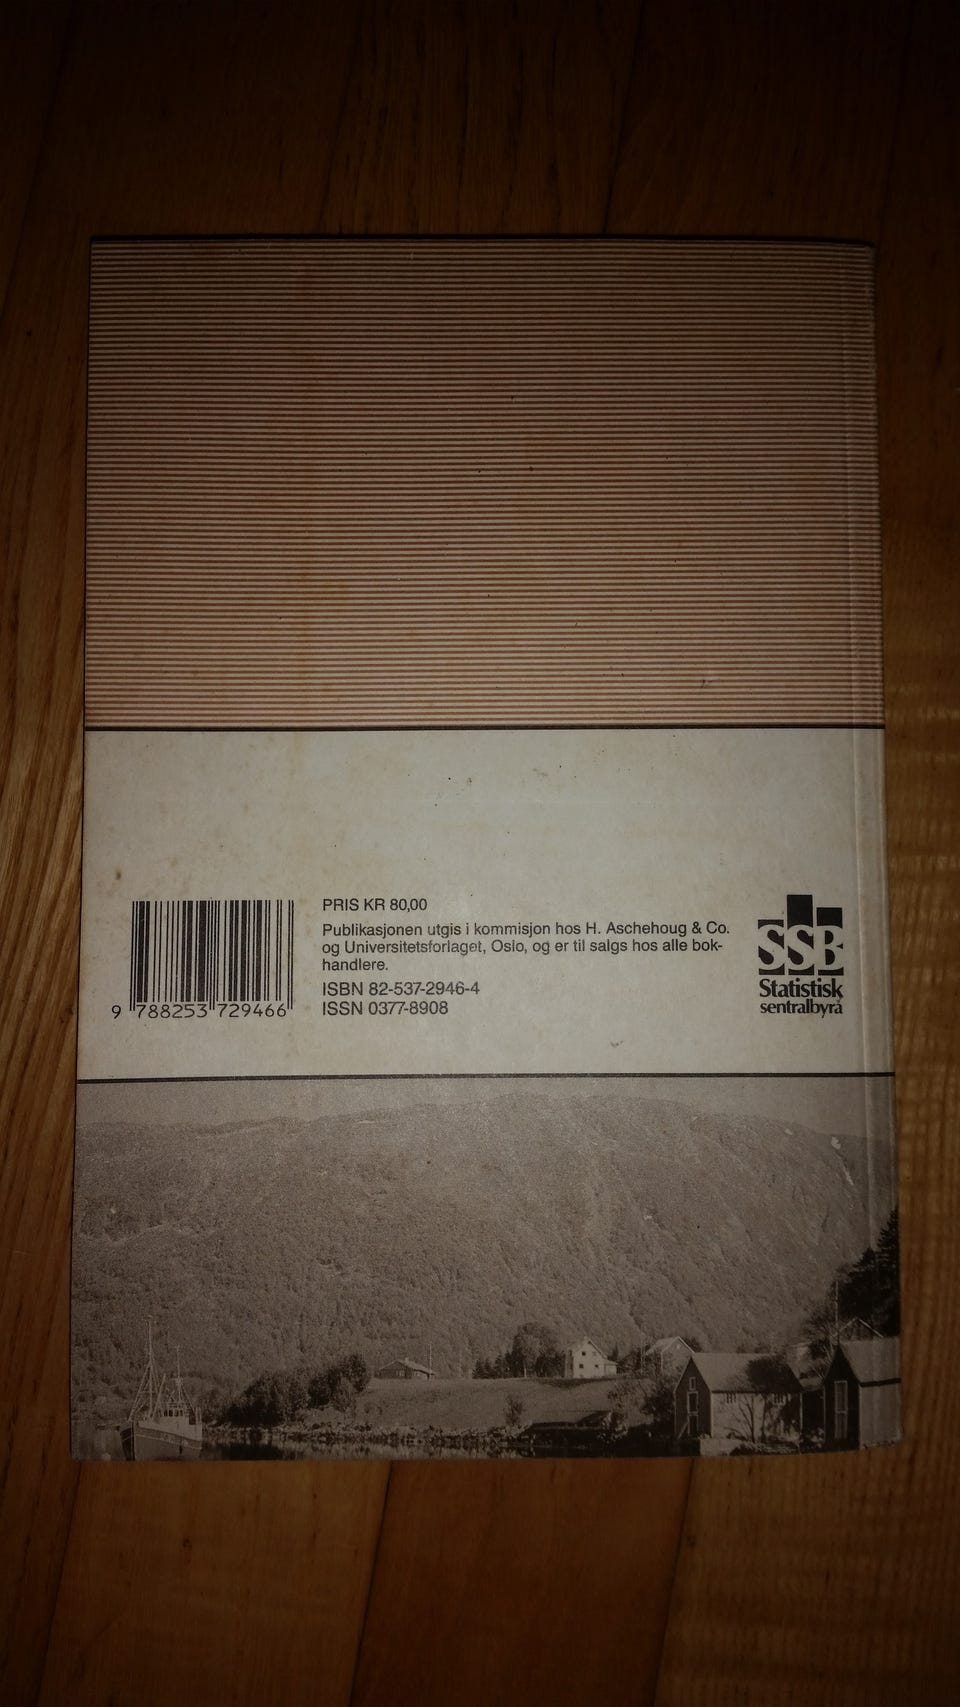 PRIS KR 80,00
Publikasjonen utgis i kommisjon hos H. Aschehoug & Co.
og Universitetsforlaget, Oslo, og er til salgs hos alle bok-
handlere.
ISBN 82-537-2946-4
ISSN 0377-8908
9 788253 729466
SSB
Statistisk
sentralbyrå